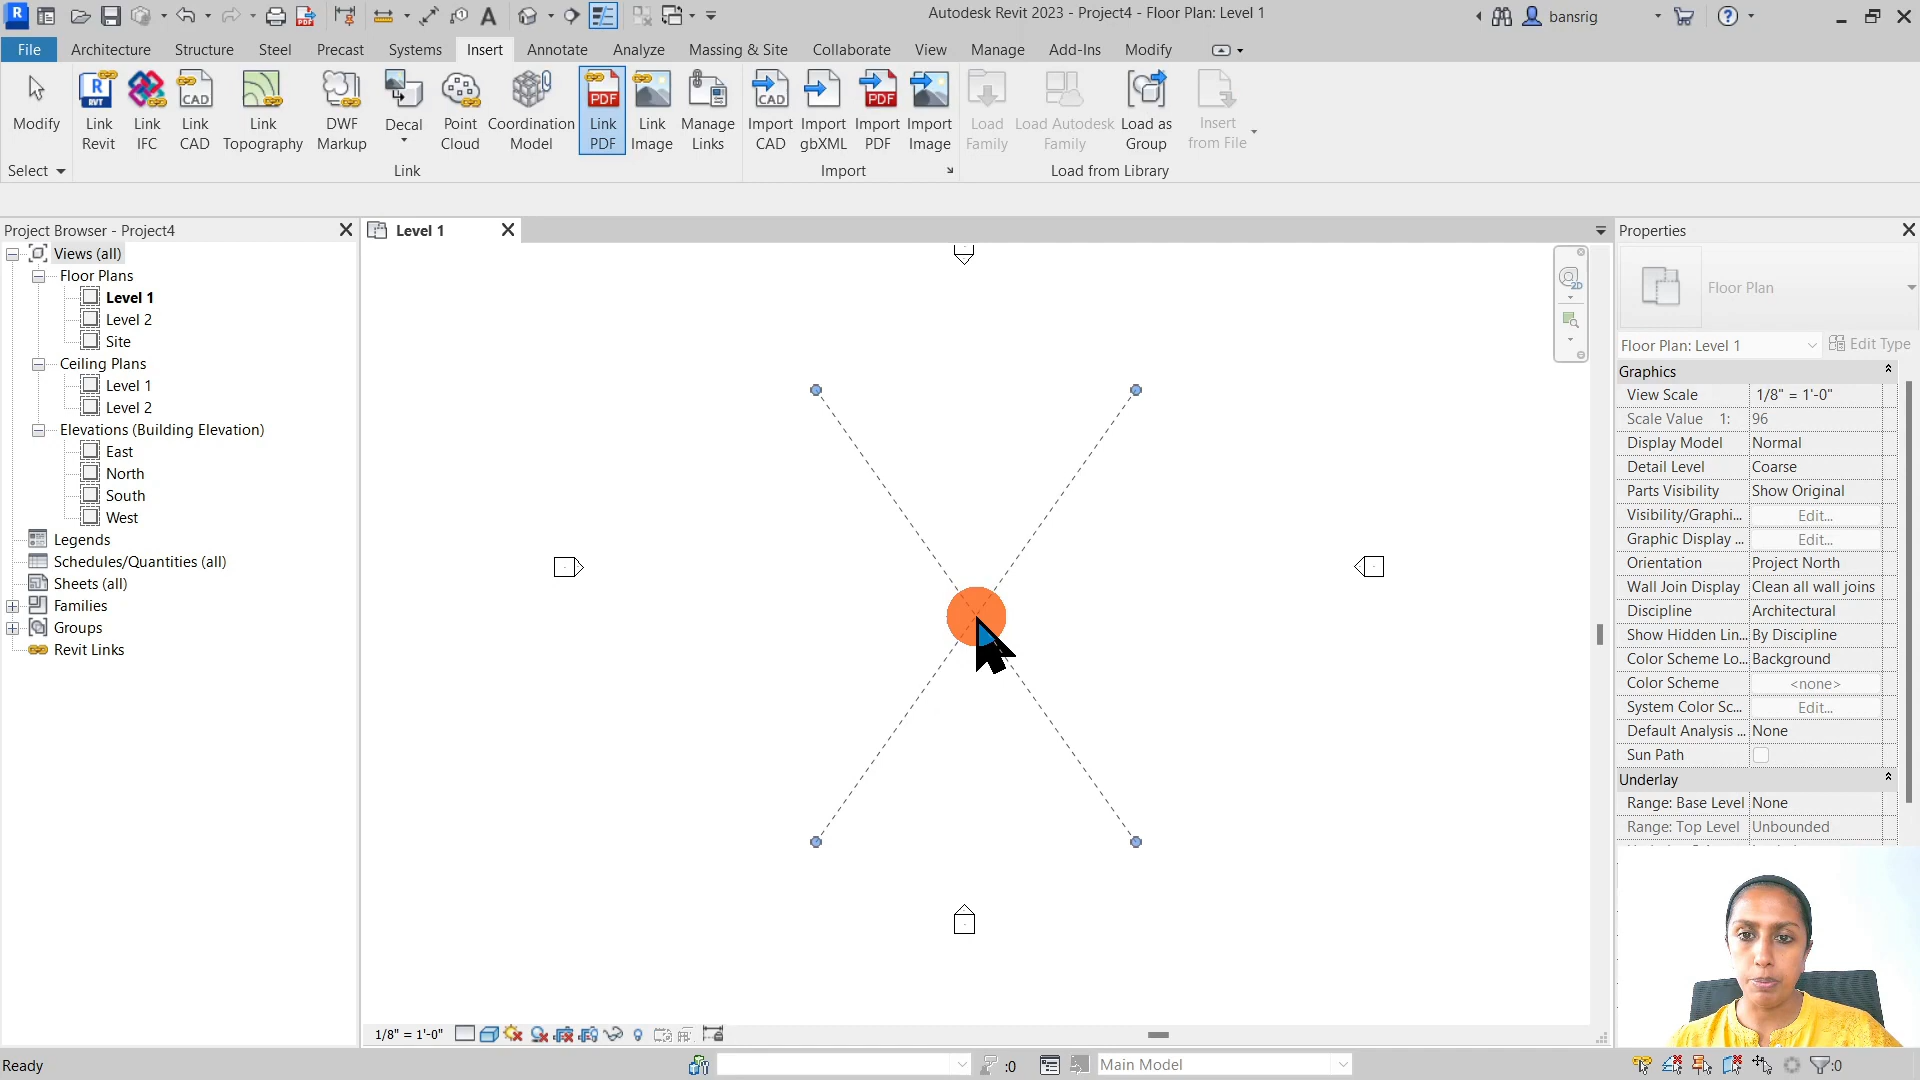 Autodesk Revit 2023 - Project4 - Floor Plan: Level 1
bansrig
File
Architecture
Structure
Steel
Precast
Systems
Insert
Annotate
Analyze
Massing & Site
Collaborate
View
Manage
Add-Ins
Modify
Modify
Link Revit
Link IFC
Link CAD
Link Topography
DWF Markup
Decal
Point Cloud
Coordination Model
Link PDF
Link Image
Manage Links
Import CAD
Import gbXML
Import PDF
Import Image
Load Family
Load Autodesk Family
Load as Group
Insert from File
Select
Link
Import
Load from Library
Project Browser - Project4
Views (all)
Floor Plans
Level 1
Level 2
Site
Ceiling Plans
Level 1
Level 2
Elevations (Building Elevation)
East
North
South
West
Legends
Schedules/Quantities (all)
Sheets (all)
Families
Groups
Revit Links
Level 1
2D
Properties
Floor Plan
Floor Plan: Level 1
Edit Type
Graphics
View Scale 1/8" = 1'-0"
Scale Value 1: 96
Display Model Normal
Detail Level Coarse
Parts Visibility Show Original
Visibility/Graphi... Edit...
Graphic Display ... Edit...
Orientation Project North
Wall Join Display Clean all wall joins
Discipline Architectural
Show Hidden Lin... By Discipline
Color Scheme Lo... Background
Color Scheme <none>
System Color Sc... Edit...
Default Analysis ... None
Sun Path
Underlay
Range: Base Level None
Range: Top Level Unbounded
1/8" = 1'-0"
Ready
:0
Main Model
:0